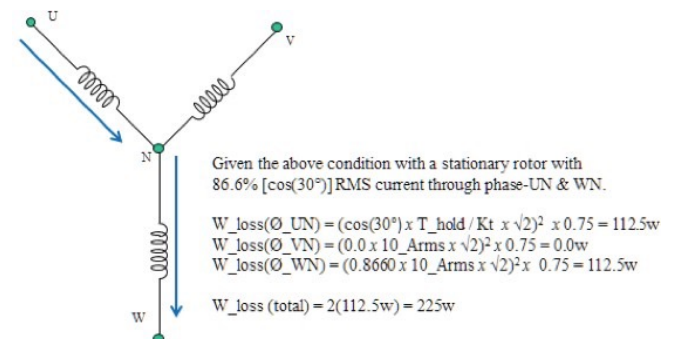 U
V
N
Given the above condition with a stationary rotor with
86.6% [cos(30°)] RMS current through phase-UN & WN.
W_loss(Ø_UN) = (cos(30°) x T_hold / Kt x √2)² x 0.75 = 112.5w
W_loss(Ø_VN) = (0.0 x 10_Arms x √2)² x 0.75 = 0.0w
W_loss(Ø_WN) = (0.8660 x 10_Arms x √2)² x 0.75 = 112.5w
W_loss (total) = 2(112.5w) = 225w
W